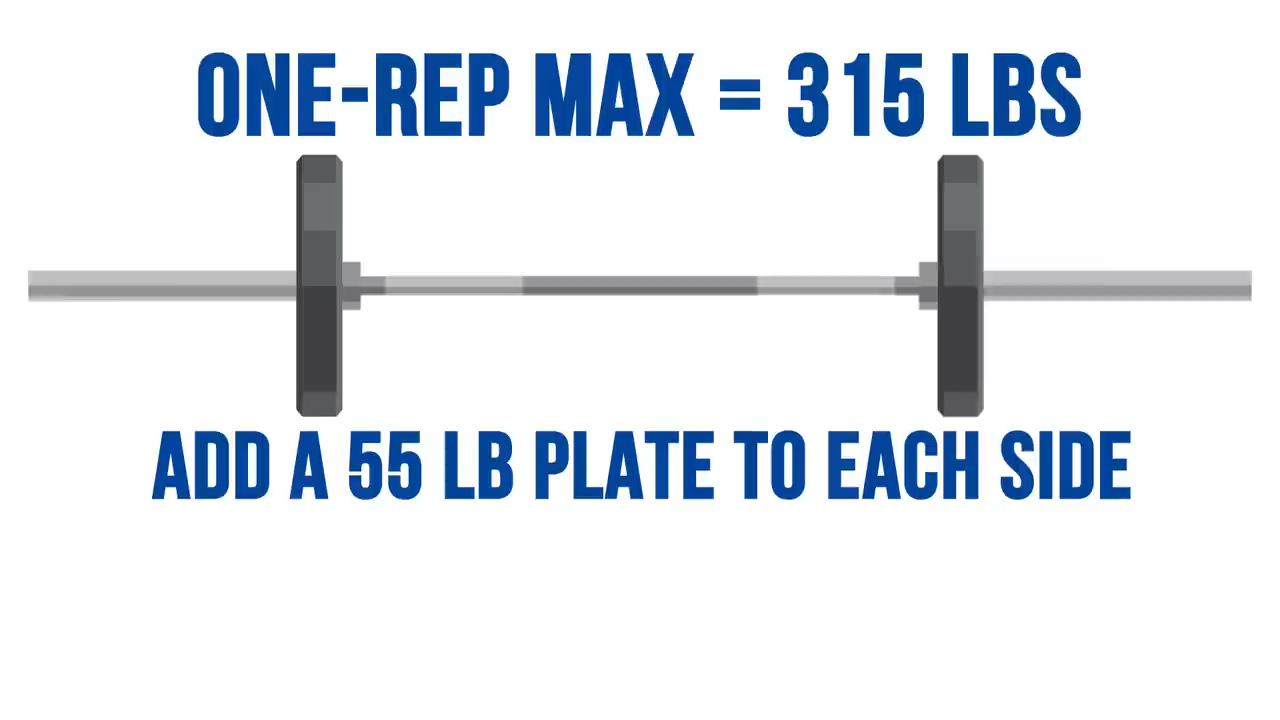 ONE-REP MAX = 315 LBS
ADD A 55 LB PLATE TO EACH SIDE